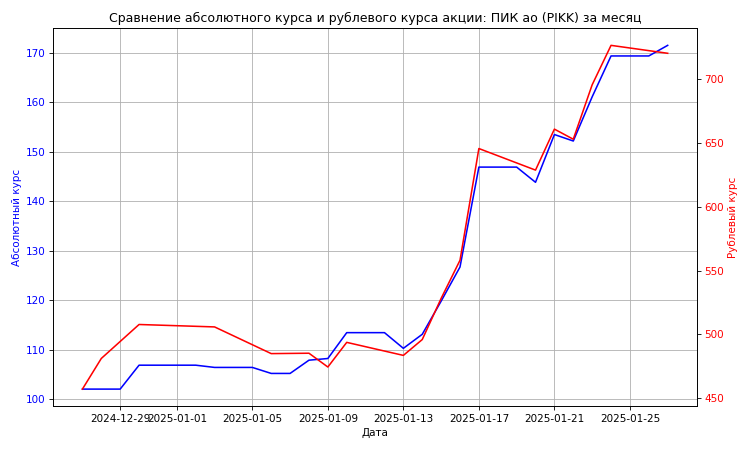 Сравнение абсолютного курса и рублевого курса акции: ПИК ао (PIKK) за месяц
170
160
150
140
130
120
110
100
Абсолютный курс
700
650
600
550
500
450
Рублевый курс
2024-12-29 2025-01-01 2025-01-05 2025-01-09 2025-01-13 2025-01-17 2025-01-21 2025-01-25
Дата